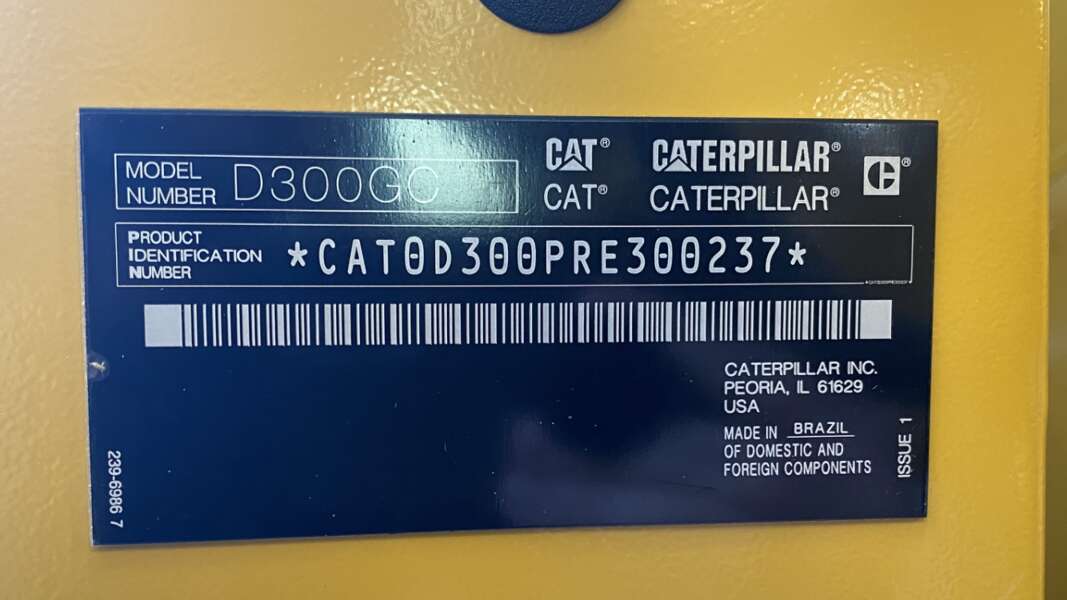 MODEL NUMBER D300GC
CAT® CATERPILLAR®
CAT® CATERPILLAR®
PRODUCT
IDENTIFICATION
NUMBER
*CAT0D300PRE300237*
CATERPILLAR INC.
PEORIA, IL 61629
USA
MADE IN BRAZIL
OF DOMESTIC AND
FOREIGN COMPONENTS
ISSUE 1
239-6986 7